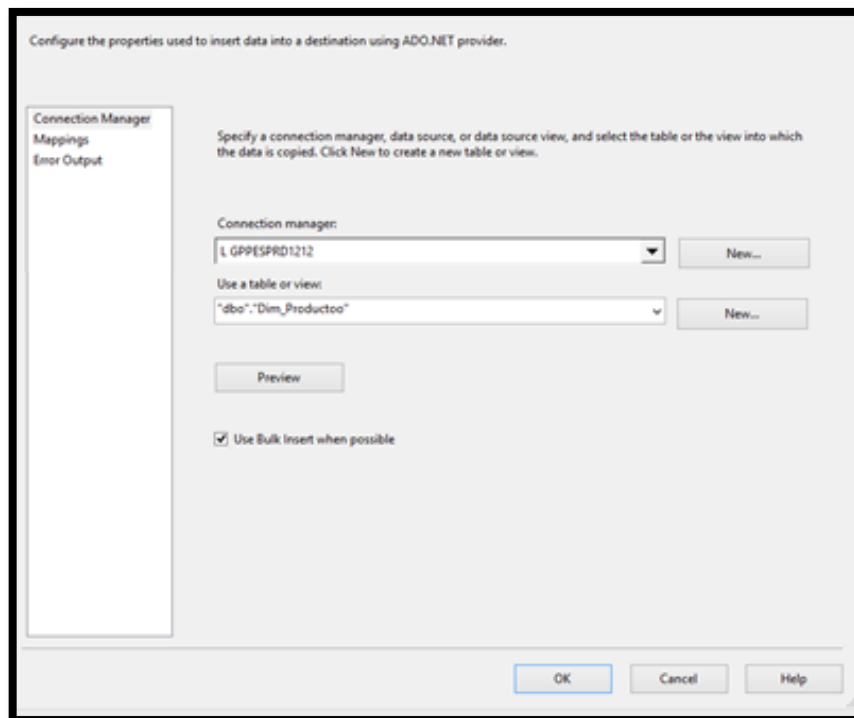 Configure the properties used to insert data into a destination using ADO.NET provider.
Connection Manager
Mappings
Error Output
Specify a connection manager, data source, or data source view, and select the table or the view into which
the data is copied. Click New to create a new table or view.
Connection manager:
L GPPESPRD1212
New...
Use a table or view:
"dbo"."Dim_Productoo"
New...
Preview
Use Bulk Insert when possible
OK
Cancel
Help